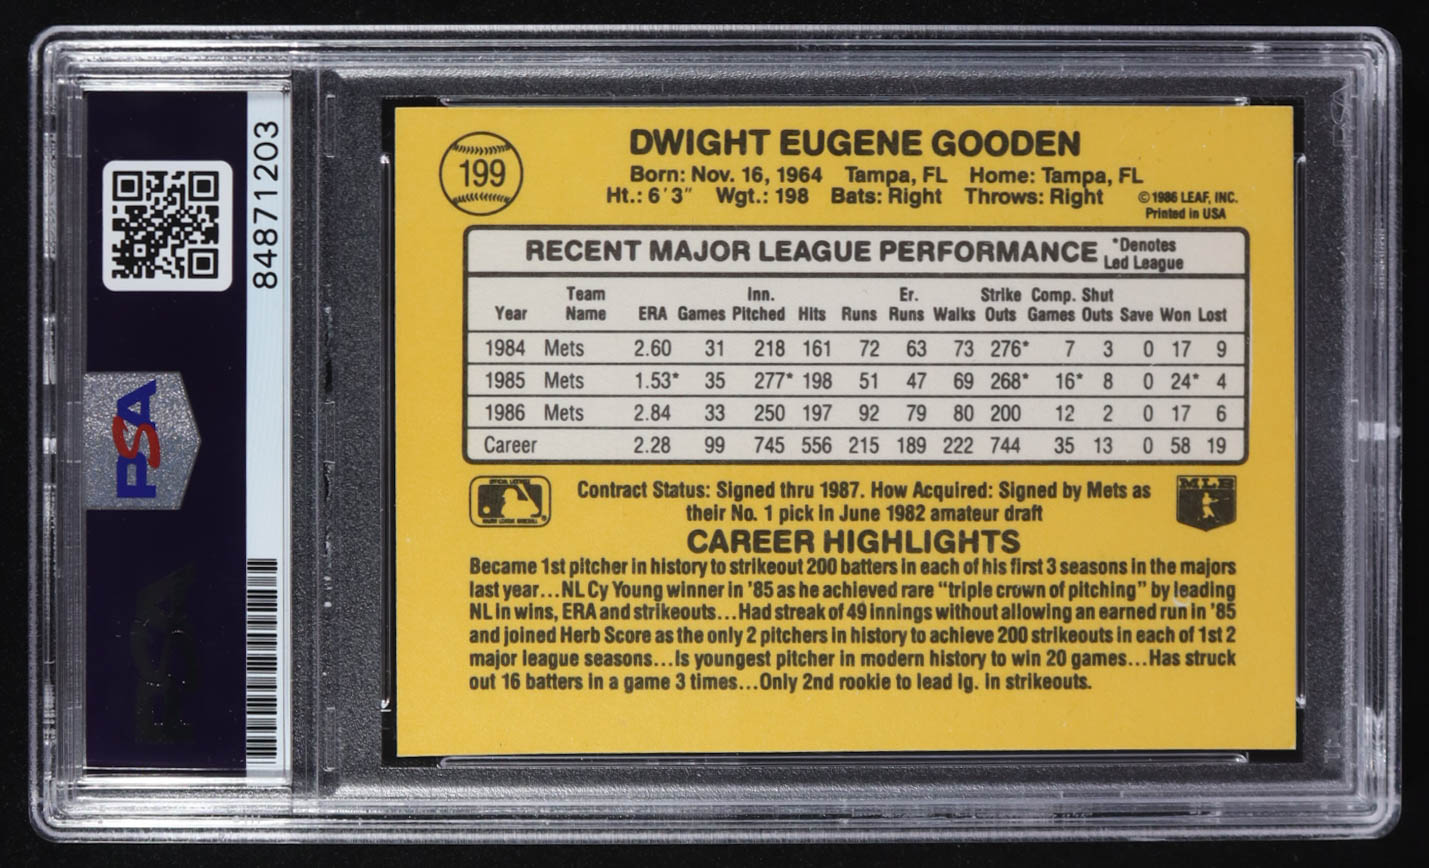 84871203
PSA
PSA
199
DWIGHT EUGENE GOODEN
Born: Nov. 16, 1964 Tampa, FL Home: Tampa, FL
Ht.: 6'3" Wgt.: 198 Bats: Right Throws: Right
© 1986 LEAF, INC.
Printed in USA
RECENT MAJOR LEAGUE PERFORMANCE *Denotes Led League
Year Team Name ERA Games Inn. Pitched Hits Runs Er. Runs Walks Strike Outs Comp. Games Shut Outs Save Won Lost
1984 Mets 2.60 31 218 161 72 63 73 276* 7 3 0 17 9
1985 Mets 1.53* 35 277* 198 51 47 69 268* 16* 8 0 24* 4
1986 Mets 2.84 33 250 197 92 79 80 200 12 2 0 17 6
Career 2.28 99 745 556 215 189 222 744 35 13 0 58 19
Contract Status: Signed thru 1987. How Acquired: Signed by Mets as
their No. 1 pick in June 1982 amateur draft
MLB
CAREER HIGHLIGHTS
Became 1st pitcher in history to strikeout 200 batters in each of his first 3 seasons in the majors
last year...NL Cy Young winner in '85 as he achieved rare "triple crown of pitching" by leading
NL in wins, ERA and strikeouts...Had streak of 49 innings without allowing an earned run in '85
and joined Herb Score as the only 2 pitchers in history to achieve 200 strikeouts in each of 1st 2
major league seasons...Is youngest pitcher in modern history to win 20 games...Has struck
out 16 batters in a game 3 times...Only 2nd rookie to lead lg. in strikeouts.